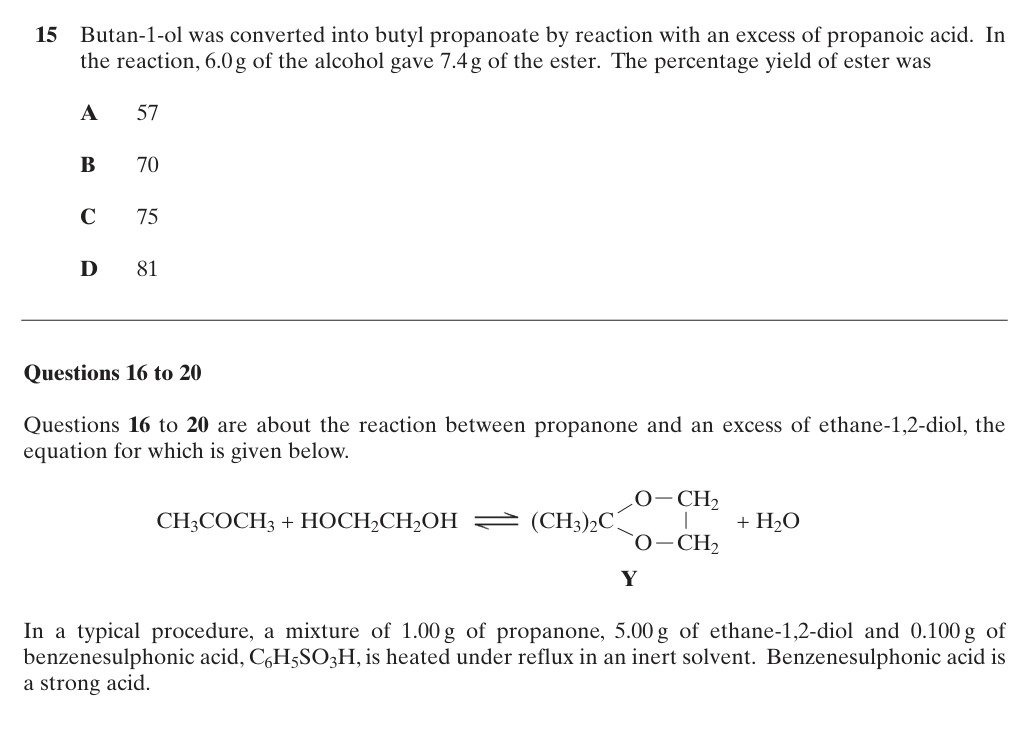 15 Butan-1-ol was converted into butyl propanoate by reaction with an excess of propanoic acid. In
the reaction, 6.0 g of the alcohol gave 7.4 g of the ester. The percentage yield of ester was
A 57
B 70
C 75
D 81
Questions 16 to 20
Questions 16 to 20 are about the reaction between propanone and an excess of ethane-1,2-diol, the
equation for which is given below.
O—CH₂
CH₃COCH₃ + HOCH₂CH₂OH ⇌ (CH₃)₂C | + H₂O
O—CH₂
Y
In a typical procedure, a mixture of 1.00 g of propanone, 5.00 g of ethane-1,2-diol and 0.100 g of
benzenesulphonic acid, C₆H₅SO₃H, is heated under reflux in an inert solvent. Benzenesulphonic acid is
a strong acid.